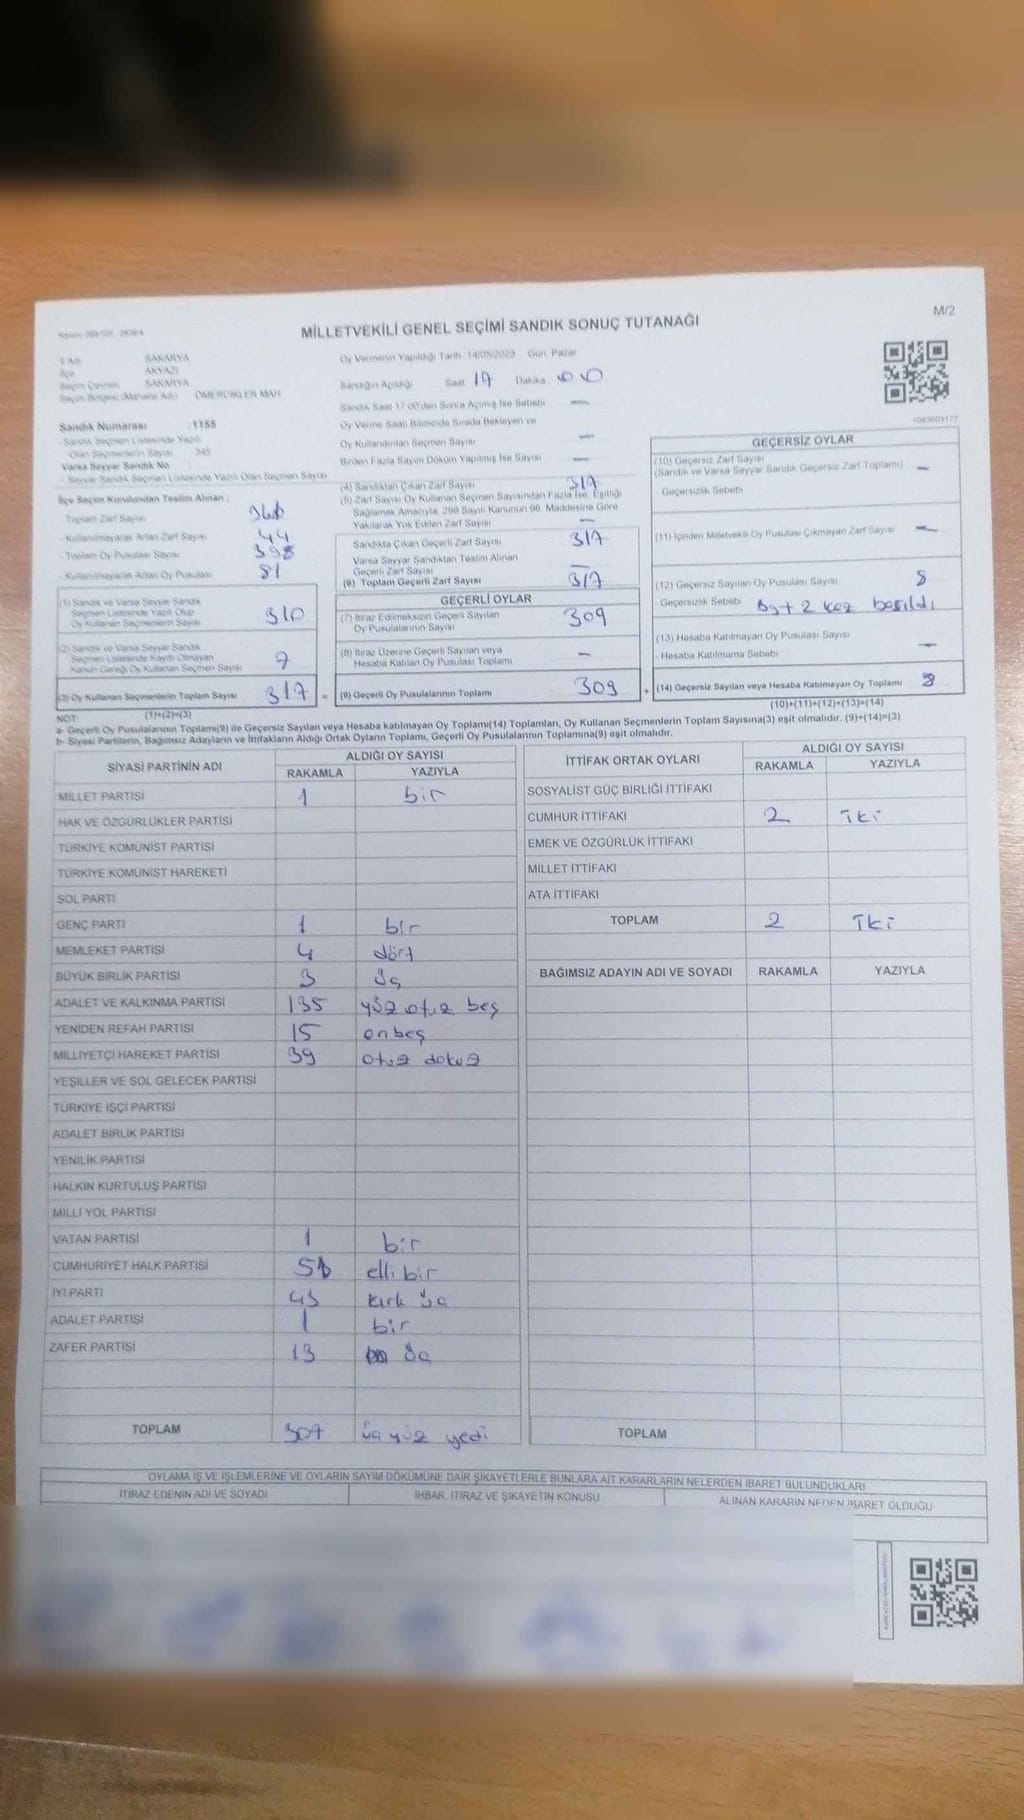 M/2
MİLLETVEKİLİ GENEL SEÇİMİ SANDIK SONUÇ TUTANAĞI
İl Adı SAKARYA
İlçe AKYAZI
Seçim Çevresi SAKARYA
Seçim Bölgesi (Mahalle Adı) ÖMERCİKLER MAH
Sandık Numarası : 1155
- Sandık Seçmen Listesinde Yazılı
Olan Seçmenlerin Sayısı 345
Varsa Seyyar Sandık No :
- Seyyar Sandık Seçmen Listesinde Yazılı Olan Seçmen Sayısı
İlçe Seçim Kurulundan Teslim Alınan ;
- Toplam Zarf Sayısı
- Kullanılmayarak Artan Zarf Sayısı 44
- Toplam Oy Pusulası Sayısı 398
- Kullanılmayarak Artan Oy Pusulası 81
(1) Sandık ve Varsa Seyyar Sandık
Seçmen Listesinde Yazılı Olup
Oy Kullanan Seçmenlerin Sayısı 310
(2) Sandık ve Varsa Seyyar Sandık
Seçmen Listesinde Kayıtlı Olmayan
Kanun Gereği Oy Kullanan Seçmen Sayısı 7
(3) Oy Kullanan Seçmenlerin Toplam Sayısı 317 =
Oy Vermenin Yapıldığı Tarih 14/05/2023 Gün Pazar
Sandığın Açıldığı Saat 17 Dakika 00
Sandık Saat 17:00'den Sonra Açılmış İse Sebebi —
Oy Verme Saati Bitiminde Sırada Bekleyen ve
Oy Kullandırılan Seçmen Sayısı —
Birden Fazla Sayım Döküm Yapılmış İse Sayısı —
(4) Sandıktan Çıkan Zarf Sayısı 317
(5) Zarf Sayısı Oy Kullanan Seçmen Sayısından Fazla İse, Eşitliği
Sağlamak Amacıyla, 298 Sayılı Kanunun 98. Maddesine Göre
Yakılarak Yok Edilen Zarf Sayısı —
Sandıkta Çıkan Geçerli Zarf Sayısı 317
Varsa Seyyar Sandıktan Teslim Alınan
Geçerli Zarf Sayısı —
(6) Toplam Geçerli Zarf Sayısı 317
GEÇERLİ OYLAR
(7) İtiraz Edilmeksizin Geçerli Sayılan
Oy Pusulalarının Sayısı 309
(8) İtiraz Üzerine Geçerli Sayılan veya
Hesaba Katılan Oy Pusulası Toplamı —
(9) Geçerli Oy Pusulalarının Toplamı 309 +
1083603177
GEÇERSİZ OYLAR
(10) Geçersiz Zarf Sayısı
(Sandık ve Varsa Seyyar Sandık Geçersiz Zarf Toplamı) —
- Geçersizlik Sebebi
(11) İçinden Milletvekili Oy Pusulası Çıkmayan Zarf Sayısı —
(12) Geçersiz Sayılan Oy Pusulası Sayısı 8
- Geçersizlik Sebebi 2 kez basıldı
(13) Hesaba Katılmayan Oy Pusulası Sayısı
- Hesaba Katılmama Sebebi —
(14) Geçersiz Sayılan veya Hesaba Katılmayan Oy Toplamı 8
(10)+(11)+(12)+(13)=(14)
NOT: (1)+(2)=(3)
a- Geçerli Oy Pusulalarının Toplamı(9) ile Geçersiz Sayılan veya Hesaba katılmayan Oy Toplamı(14) Toplamları, Oy Kullanan Seçmenlerin Toplam Sayısına(3) eşit olmalıdır. (9)+(14)=(3)
b- Siyasi Partilerin, Bağımsız Adayların ve İttifakların Aldığı Ortak Oyların Toplamı, Geçerli Oy Pusulalarının Toplamına(9) eşit olmalıdır.
SİYASİ PARTİNİN ADI ALDIĞI OY SAYISI
RAKAMLA YAZIYLA
MİLLET PARTİSİ 1 bir
HAK VE ÖZGÜRLÜKLER PARTİSİ
TÜRKİYE KOMÜNİST PARTİSİ
TÜRKİYE KOMÜNİST HAREKETİ
SOL PARTİ
GENÇ PARTİ 1 bir
MEMLEKET PARTİSİ 4 dört
BÜYÜK BİRLİK PARTİSİ 3 üç
ADALET VE KALKINMA PARTİSİ 135 yüz otuz beş
YENİDEN REFAH PARTİSİ 15 onbeş
MİLLİYETÇİ HAREKET PARTİSİ 39 otuz dokuz
YEŞİLLER VE SOL GELECEK PARTİSİ
TÜRKİYE İŞÇİ PARTİSİ
ADALET BİRLİK PARTİSİ
YENİLİK PARTİSİ
HALKIN KURTULUŞ PARTİSİ
MİLLİ YOL PARTİSİ
VATAN PARTİSİ 1 bir
CUMHURİYET HALK PARTİSİ 51 elli bir
İYİ PARTİ 43 kırk üç
ADALET PARTİSİ 1 bir
ZAFER PARTİSİ 13 on üç
TOPLAM 307 üç yüz yedi
İTTİFAK ORTAK OYLARI ALDIĞI OY SAYISI
RAKAMLA YAZIYLA
SOSYALİST GÜÇ BİRLİĞİ İTTİFAKI
CUMHUR İTTİFAKI 2 iki
EMEK VE ÖZGÜRLÜK İTTİFAKI
MİLLET İTTİFAKI
ATA İTTİFAKI
TOPLAM 2 iki
BAĞIMSIZ ADAYIN ADI VE SOYADI RAKAMLA YAZIYLA
TOPLAM
OYLAMA İŞ VE İŞLEMLERİNE VE OYLARIN SAYIM DÖKÜMÜNE DAİR ŞİKAYETLERLE BUNLARA AİT KARARLARIN NELERDEN İBARET BULUNDUKLARI
İTİRAZ EDENİN ADI VE SOYADI İHBAR, İTİRAZ VE ŞİKAYETİN KONUSU ALINAN KARARIN NEDEN İBARET OLDUĞU